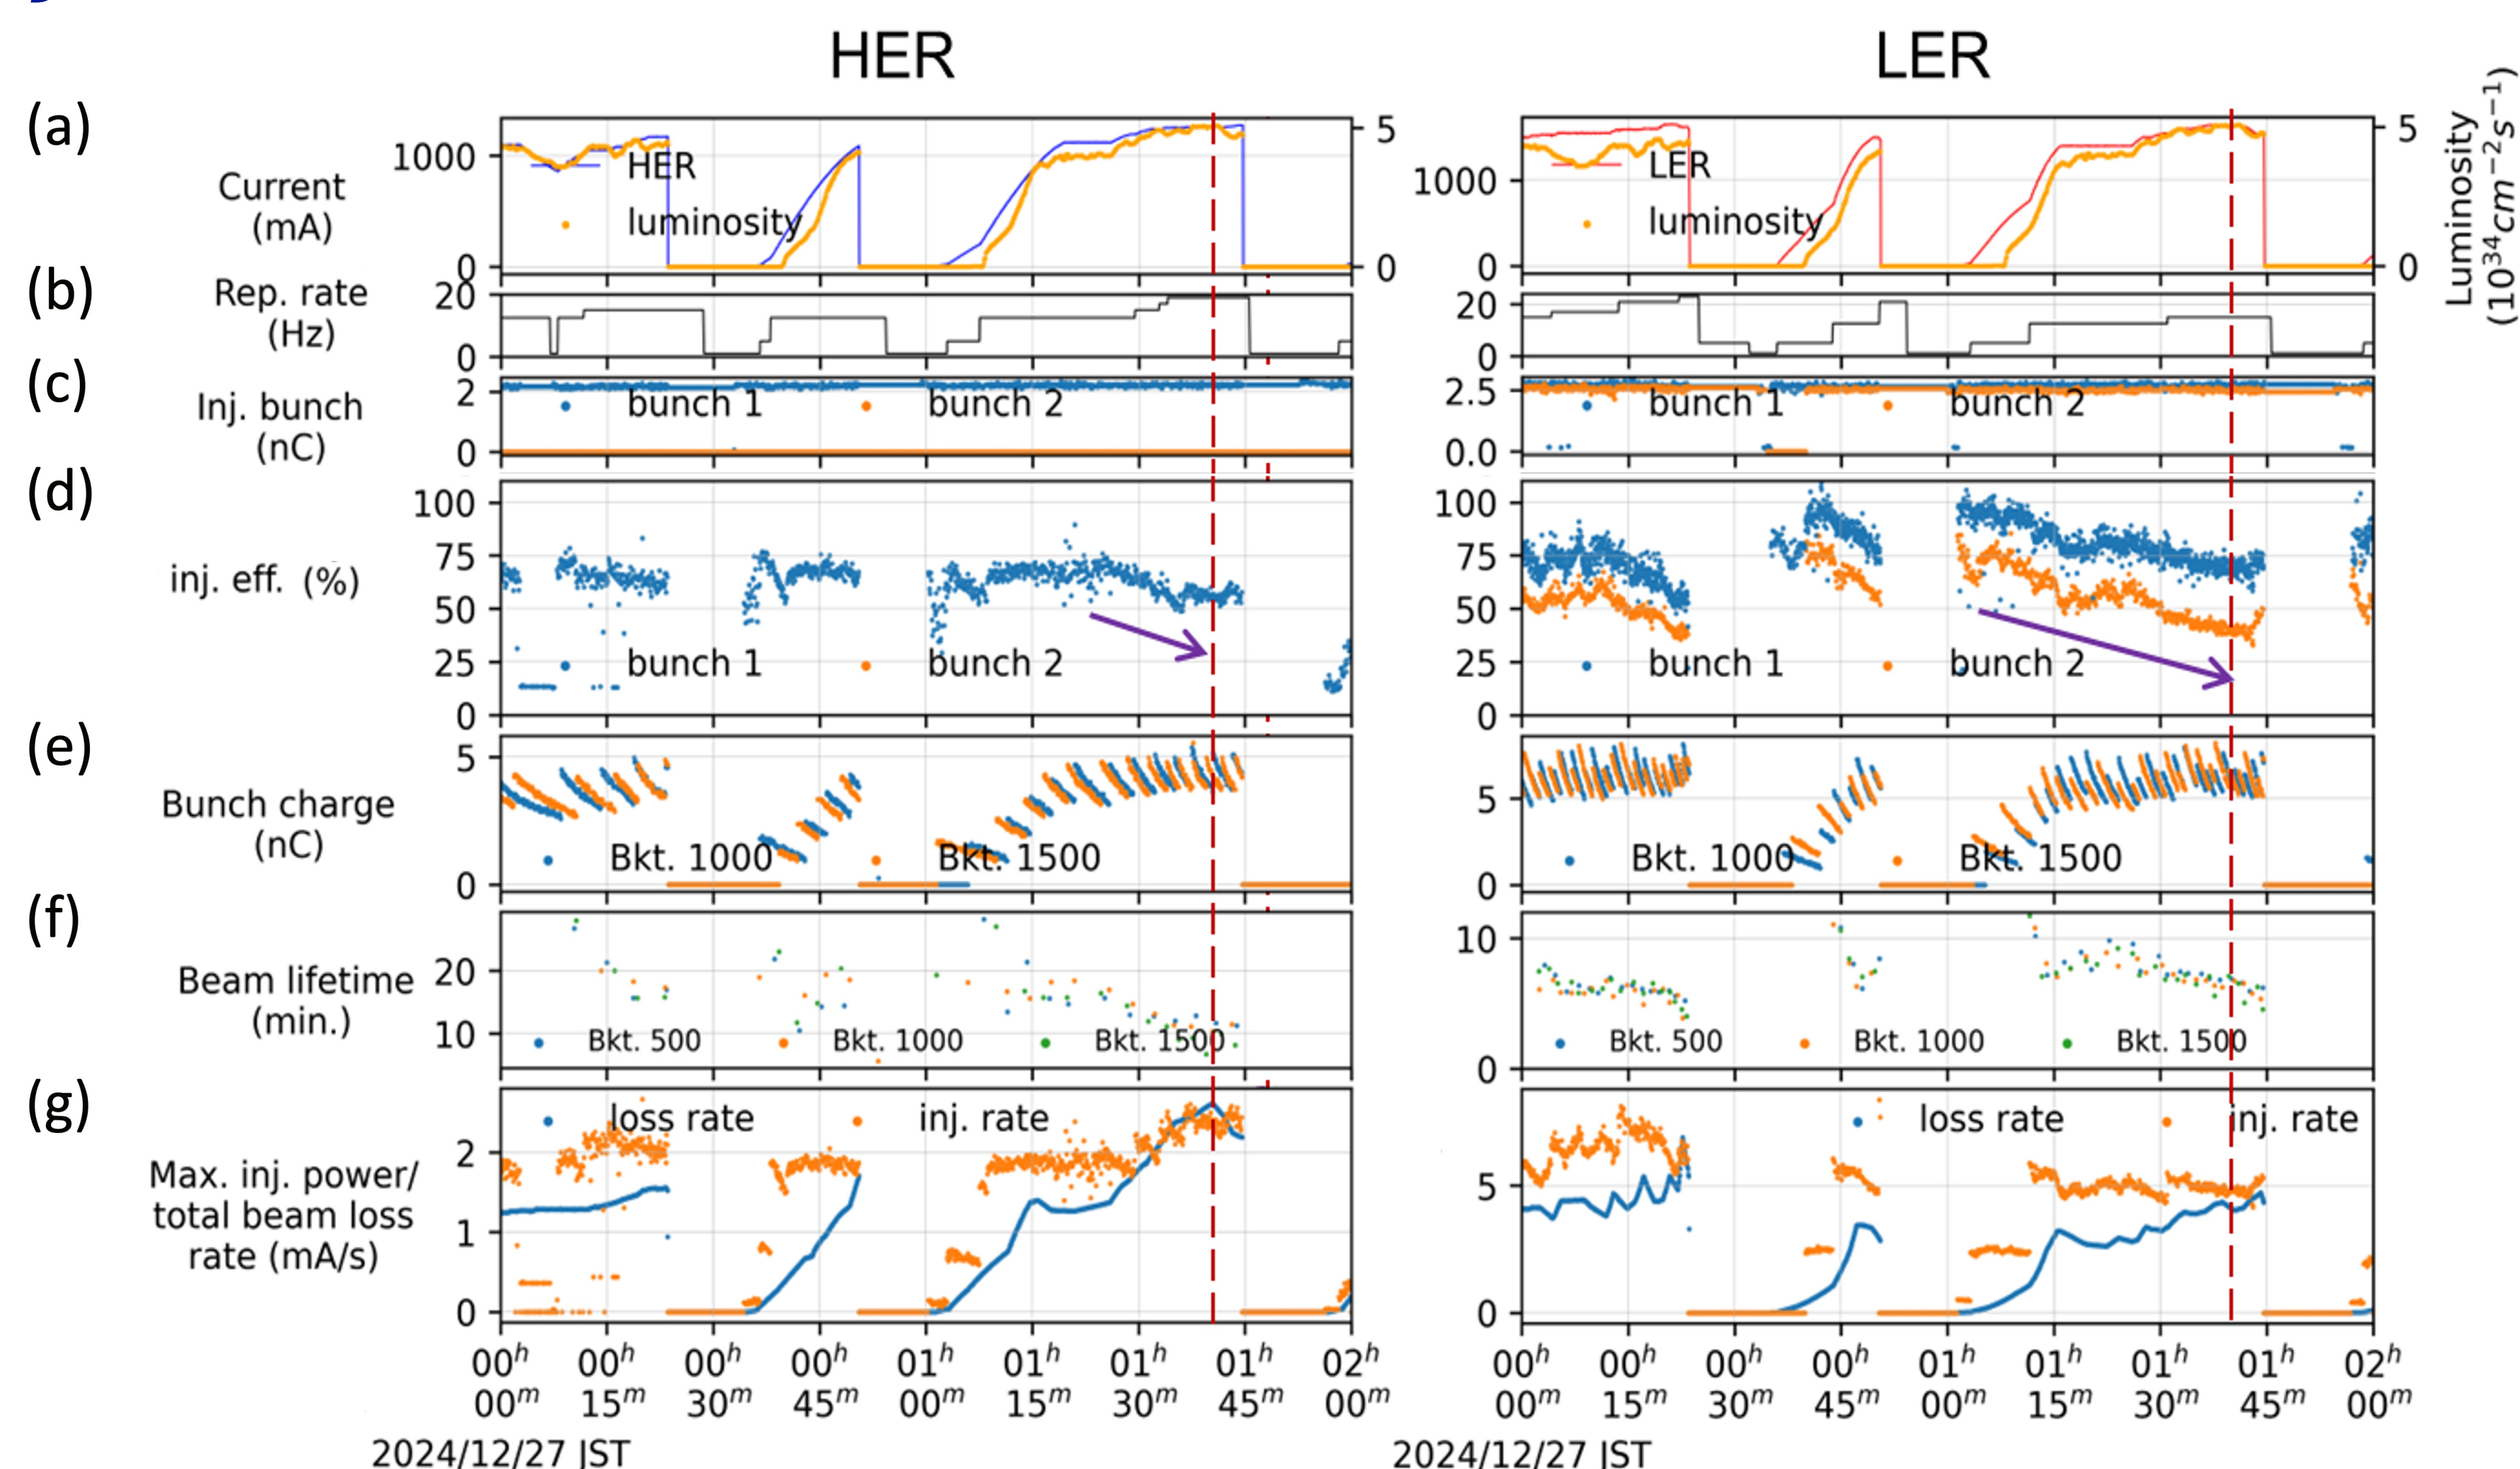 HER
LER
(a)
Current
(mA)
1000
0
HER
luminosity
5
0
1000
0
LER
luminosity
5
0
Luminosity
(10³⁴cm⁻²s⁻¹)
(b)
Rep. rate
(Hz)
20
0
20
0
(c)
Inj. bunch
(nC)
2
0
bunch 1
bunch 2
2.5
0.0
bunch 1
bunch 2
(d)
inj. eff. (%)
100
75
50
25
0
bunch 1
bunch 2
100
75
50
25
0
bunch 1
bunch 2
(e)
Bunch charge
(nC)
5
0
Bkt. 1000
Bkt. 1500
5
0
Bkt. 1000
Bkt. 1500
(f)
Beam lifetime
(min.)
20
10
Bkt. 500
Bkt. 1000
Bkt. 1500
10
0
Bkt. 500
Bkt. 1000
Bkt. 1500
(g)
Max. inj. power/
total beam loss
rate (mA/s)
2
1
0
loss rate
inj. rate
5
0
loss rate
inj. rate
00ʰ 00ʰ 00ʰ 00ʰ 01ʰ 01ʰ 01ʰ 01ʰ 02ʰ
00ᵐ 15ᵐ 30ᵐ 45ᵐ 00ᵐ 15ᵐ 30ᵐ 45ᵐ 00ᵐ
2024/12/27 JST
00ʰ 00ʰ 00ʰ 00ʰ 01ʰ 01ʰ 01ʰ 01ʰ 02ʰ
00ᵐ 15ᵐ 30ᵐ 45ᵐ 00ᵐ 15ᵐ 30ᵐ 45ᵐ 00ᵐ
2024/12/27 JST